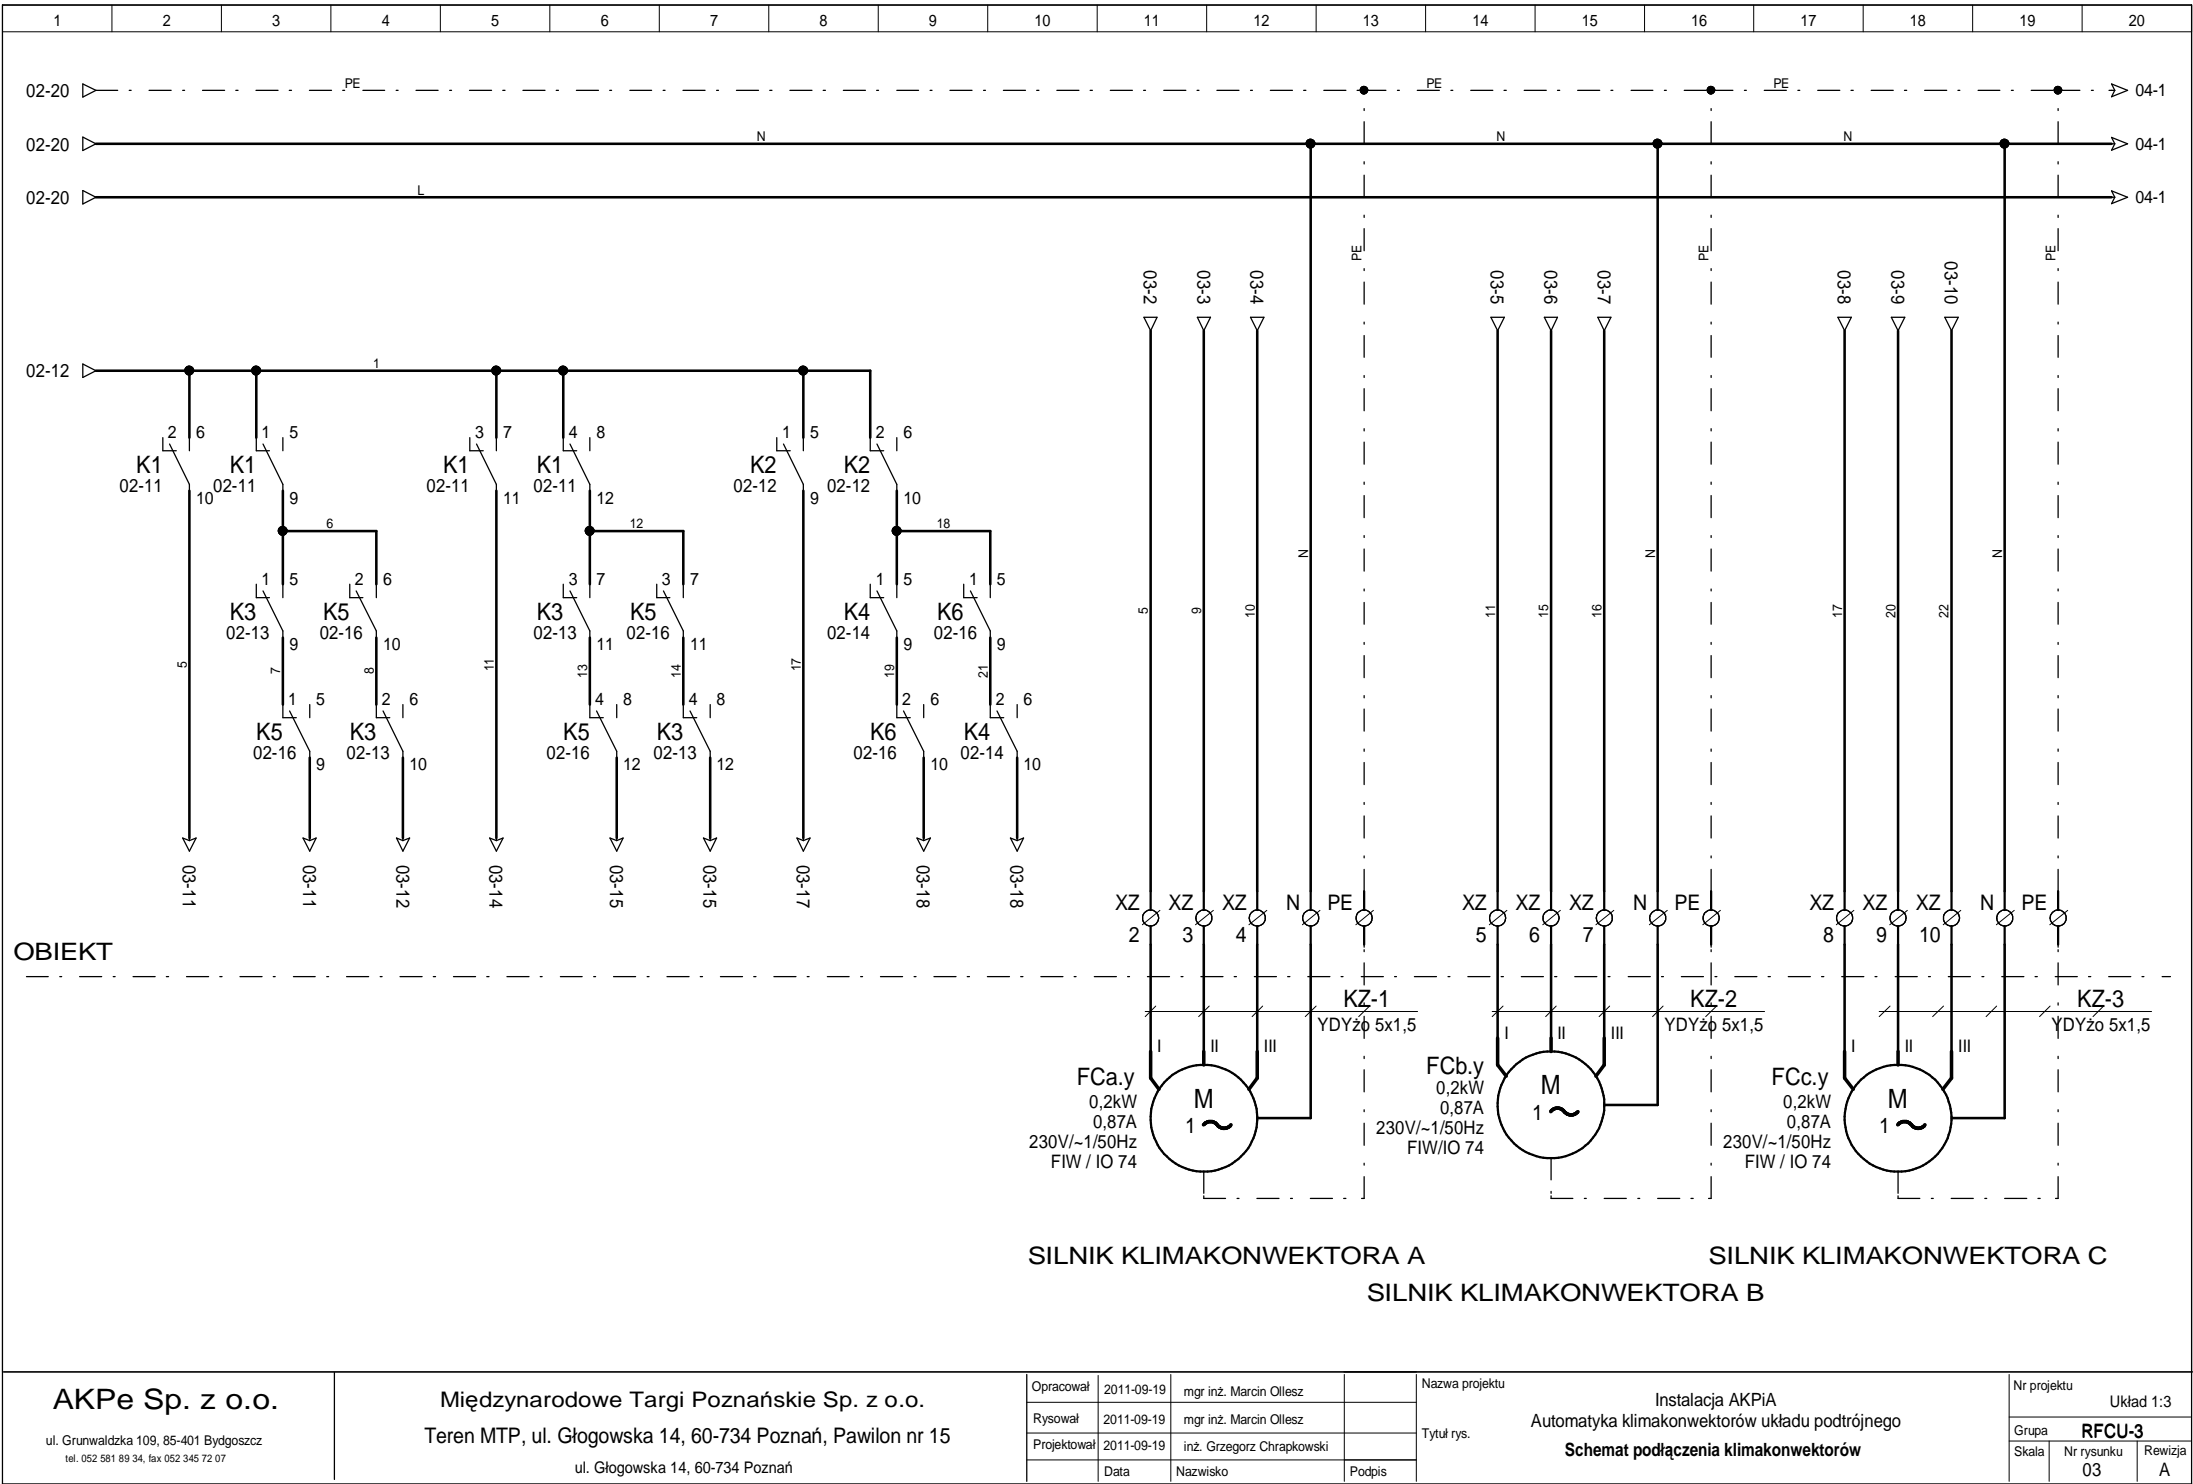 1 2 3 4 5 6 7 8 9 10 11 12 13 14 15 16 17 18 19 20
02-20 PE PE PE 04-1
02-20 N N N 04-1
02-20 L 04-1
PE PE PE
03-2 03-3 03-4 03-5 03-6 03-7 03-8 03-9 03-10
02-12 1
2 6 1 5 3 7 4 8 1 5 2 6
K1 K1 K1 K1 K2 K2
02-11 02-11 02-11 02-11 02-12 02-12
10 9 11 12 9 10
6 12 18
N N N
1 5 2 6 3 7 3 7 1 5 1 5
K3 K5 K3 K5 K4 K6
02-13 02-16 02-13 02-16 02-14 02-16
5 9 10 11 15 16 17 20 22
9 10 11 11 9 9
5 7 8 11 13 14 17 19 21
1 5 2 6 4 8 4 8 2 6 2 6
K5 K3 K5 K3 K6 K4
02-16 02-13 02-16 02-13 02-16 02-14
9 10 12 12 10 10
03-11 03-11 03-12 03-14 03-15 03-15 03-17 03-18 03-18
XZ XZ XZ N PE XZ XZ XZ N PE XZ XZ XZ N PE
2 3 4 5 6 7 8 9 10
OBIEKT
KZ-1 KZ-2 KZ-3
YDYżo 5x1,5 YDYżo 5x1,5 YDYżo 5x1,5
I II III I II III I II III
FCa.y
0,2kW
0,87A
230V/~1/50Hz
FIW / IO 74
M
1
FCb.y
0,2kW
0,87A
230V/~1/50Hz
FIW/IO 74
M
1
FCc.y
0,2kW
0,87A
230V/~1/50Hz
FIW / IO 74
M
1
SILNIK KLIMAKONWEKTORA A
SILNIK KLIMAKONWEKTORA B
SILNIK KLIMAKONWEKTORA C
AKPe Sp. z o.o.
ul. Grunwaldzka 109, 85-401 Bydgoszcz
tel. 052 581 89 34, fax 052 345 72 07
Międzynarodowe Targi Poznańskie Sp. z o.o.
Teren MTP, ul. Głogowska 14, 60-734 Poznań, Pawilon nr 15
ul. Głogowska 14, 60-734 Poznań
Opracował 2011-09-19 mgr inż. Marcin Ollesz
Rysował 2011-09-19 mgr inż. Marcin Ollesz
Projektował 2011-09-19 inż. Grzegorz Chrapkowski
Data Nazwisko Podpis
Nazwa projektu
Instalacja AKPiA
Automatyka klimakonwektorów układu podtrójnego
Tytuł rys.
Schemat podłączenia klimakonwektorów
Nr projektu
Układ 1:3
Grupa RFCU-3
Skala Nr rysunku Rewizja
03 A